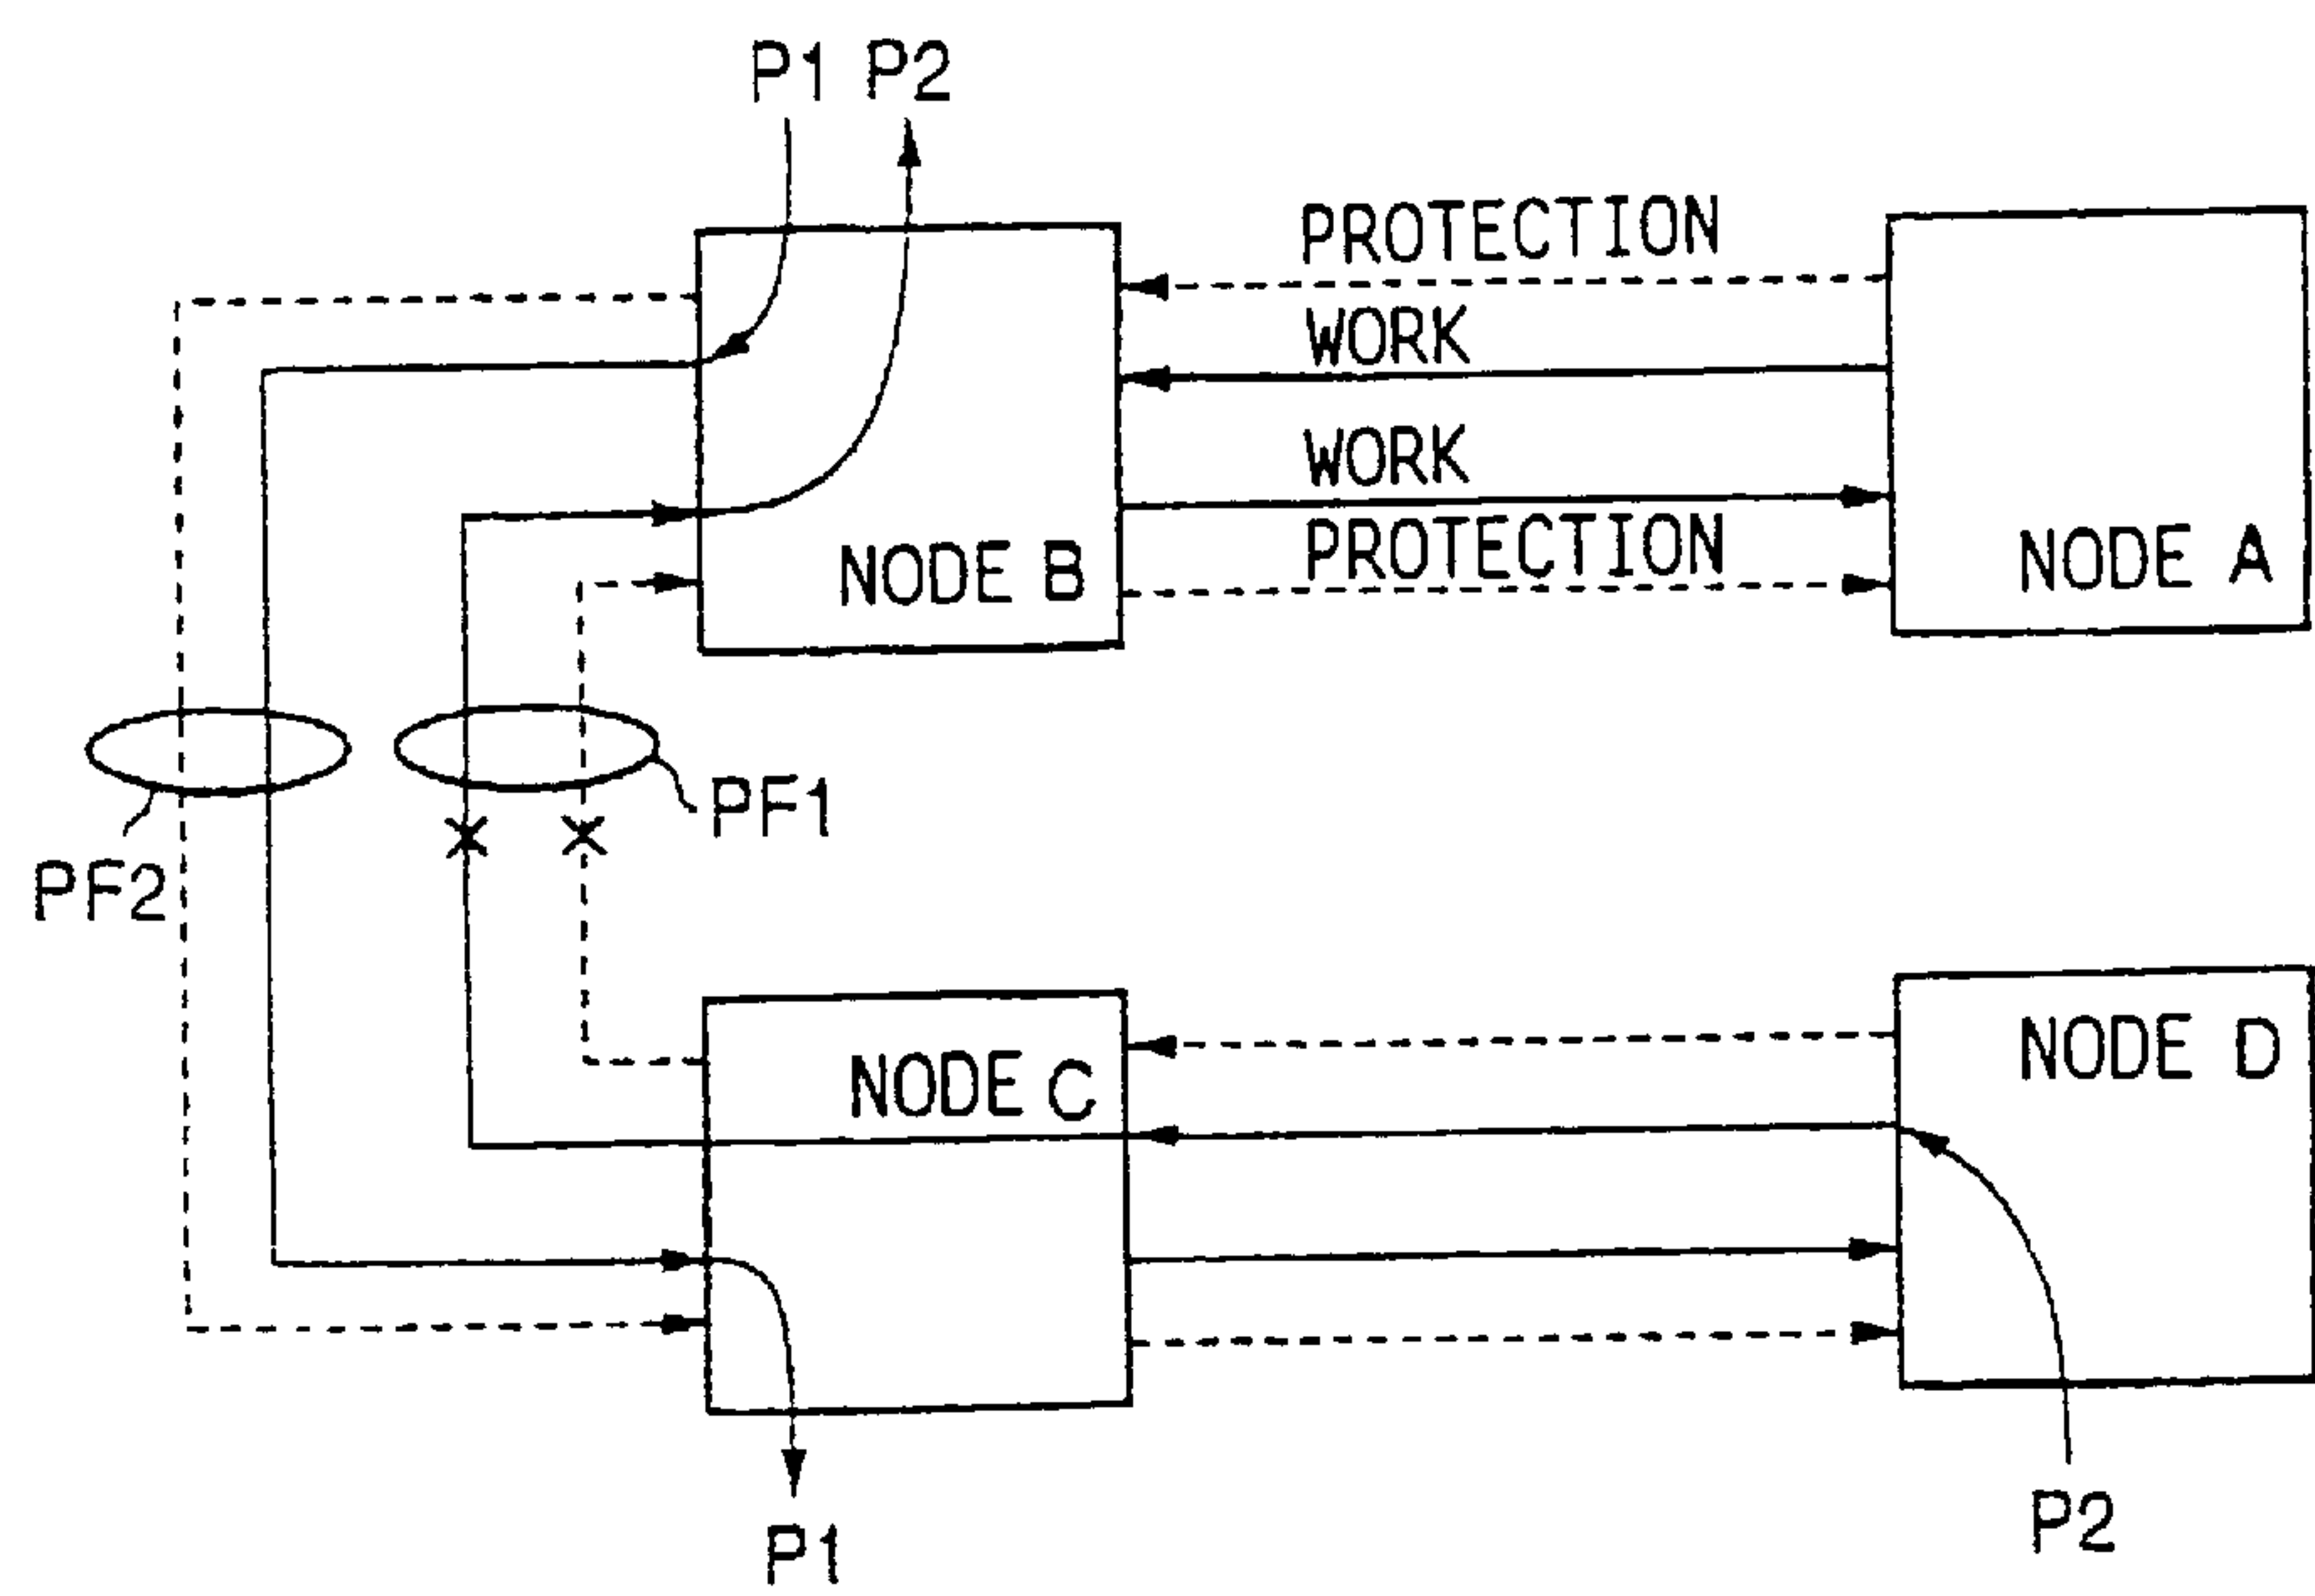 P1 P2
PROTECTION
WORK
WORK
PROTECTION
NODE B
NODE A
PF1
PF2
NODE C
NODE D
P1
P2